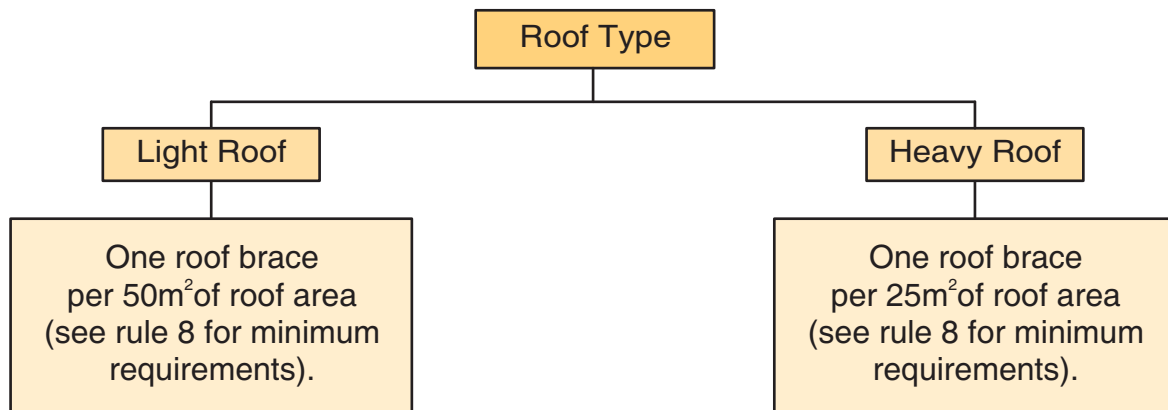 Roof Type
Light Roof
Heavy Roof
One roof brace
per 50m²of roof area
(see rule 8 for minimum
requirements).
One roof brace
per 25m²of roof area
(see rule 8 for minimum
requirements).